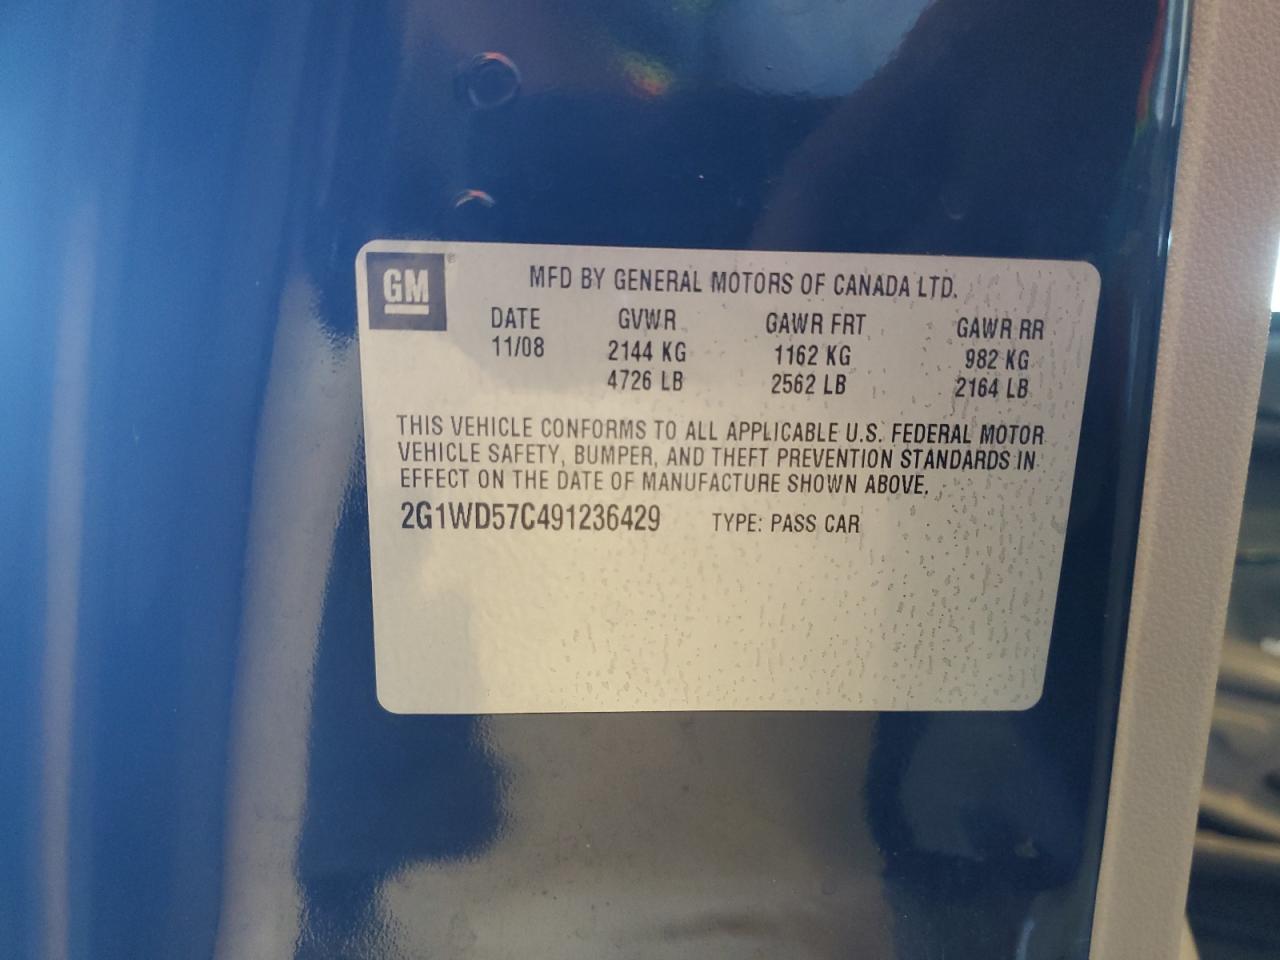 GM®
MFD BY GENERAL MOTORS OF CANADA LTD.
DATE GVWR GAWR FRT GAWR RR
11/08 2144 KG 1162 KG 982 KG
4726 LB 2562 LB 2164 LB
THIS VEHICLE CONFORMS TO ALL APPLICABLE U.S. FEDERAL MOTOR
VEHICLE SAFETY, BUMPER, AND THEFT PREVENTION STANDARDS IN
EFFECT ON THE DATE OF MANUFACTURE SHOWN ABOVE.
2G1WD57C491236429 TYPE: PASS CAR